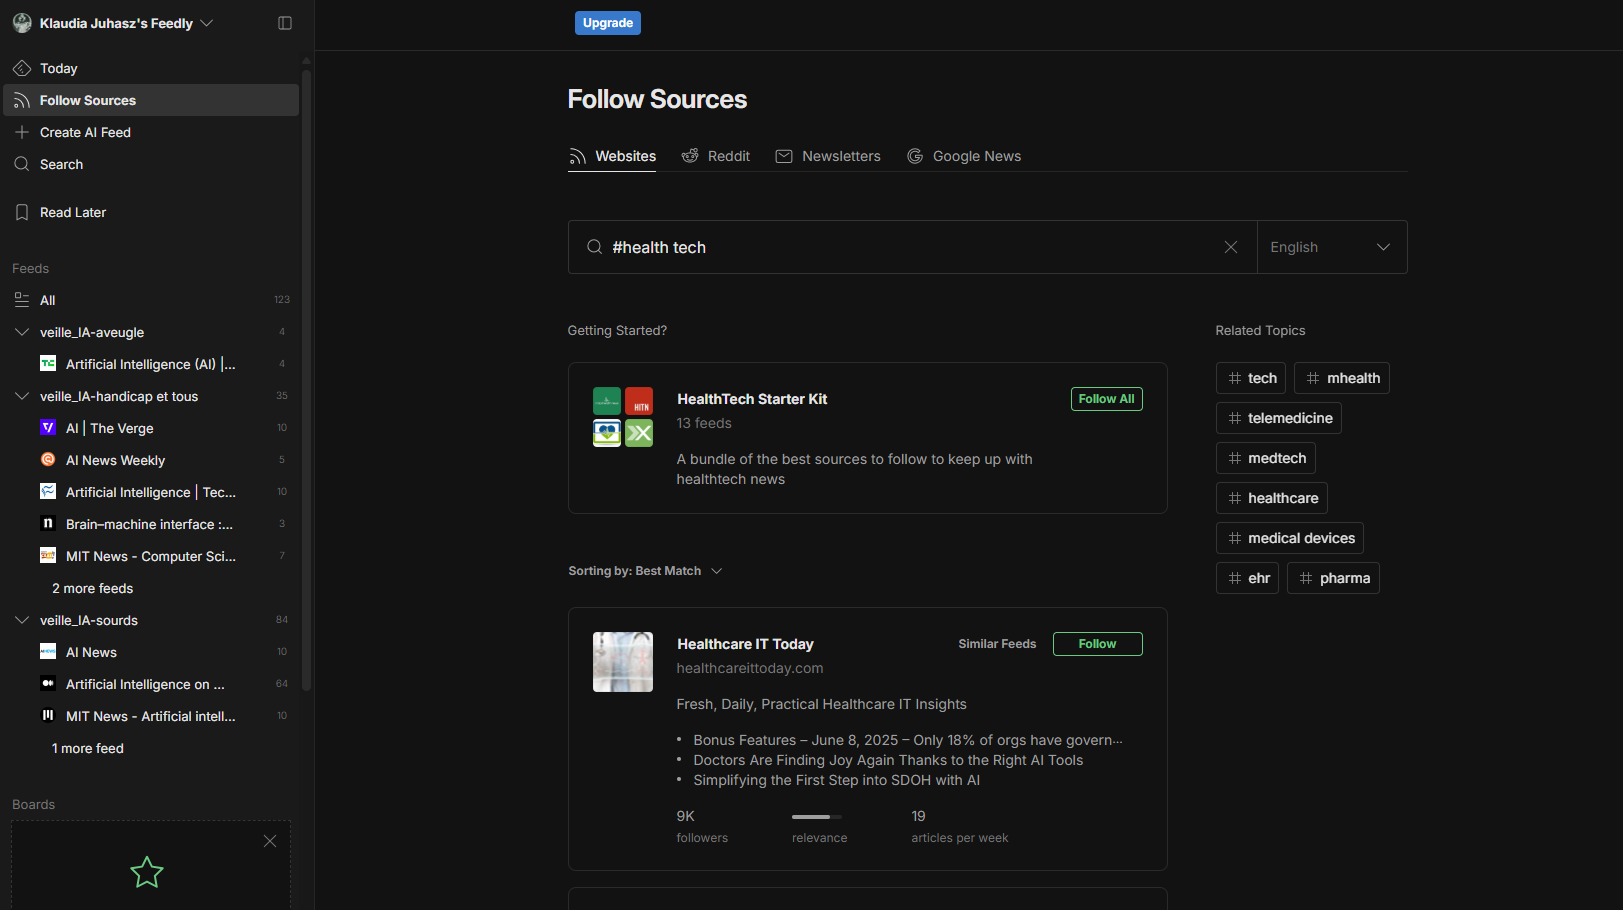 Klaudia Juhasz's Feedly
Today
Follow Sources
Create AI Feed
Search
Read Later
Feeds
All 123
veille_IA-aveugle 4
Artificial Intelligence (AI) |... 4
veille_IA-handicap et tous 35
AI | The Verge 10
AI News Weekly 5
Artificial Intelligence | Tec... 10
Brain–machine interface :... 3
MIT News - Computer Sci... 7
2 more feeds
veille_IA-sourds 84
AI News 10
Artificial Intelligence on ... 64
MIT News - Artificial intell... 10
1 more feed
Boards
Upgrade
Follow Sources
Websites Reddit Newsletters Google News
#health tech English
Getting Started?
HITN
HealthTech Starter Kit Follow All
13 feeds
A bundle of the best sources to follow to keep up with
healthtech news
Sorting by: Best Match
Healthcare IT Today Similar Feeds Follow
healthcareittoday.com
Fresh, Daily, Practical Healthcare IT Insights
• Bonus Features – June 8, 2025 – Only 18% of orgs have govern...
• Doctors Are Finding Joy Again Thanks to the Right AI Tools
• Simplifying the First Step into SDOH with AI
9K 19
followers relevance articles per week
Related Topics
# tech # mhealth
# telemedicine
# medtech
# healthcare
# medical devices
# ehr # pharma